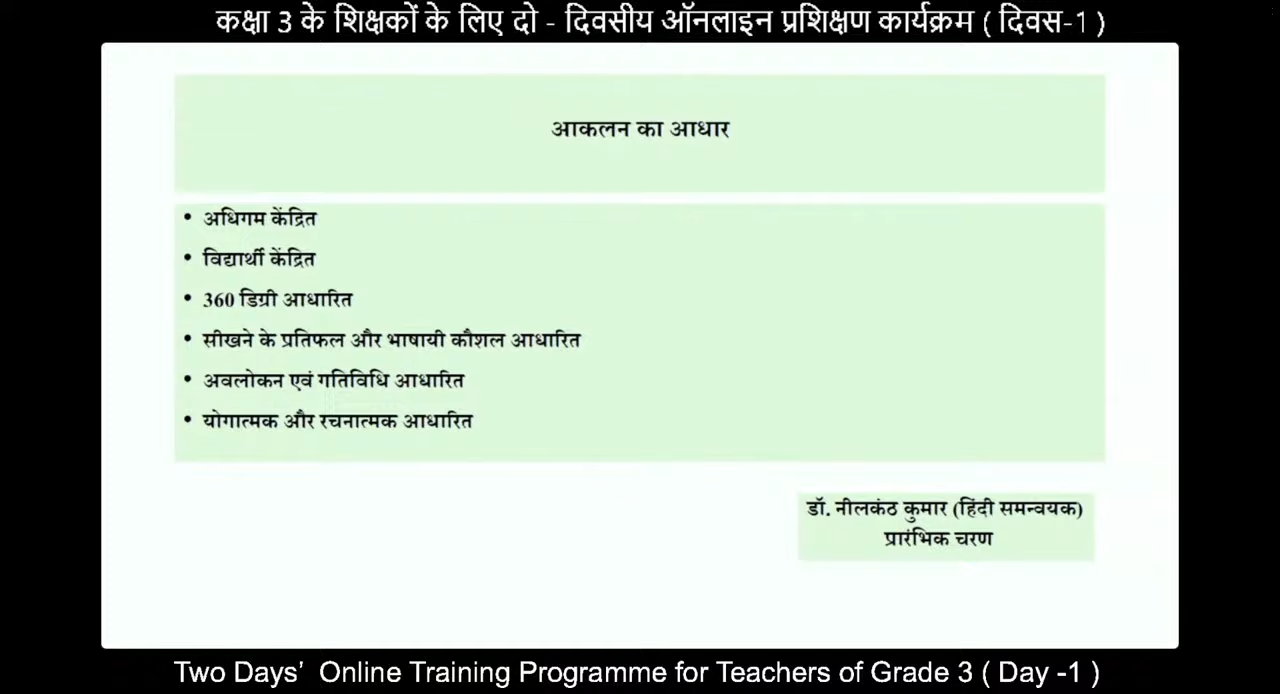 कक्षा 3 के शिक्षकों के लिए दो - दिवसीय ऑनलाइन प्रशिक्षण कार्यक्रम ( दिवस-1 )
आकलन का आधार
• अधिगम केंद्रित
• विद्यार्थी केंद्रित
• 360 डिग्री आधारित
• सीखने के प्रतिफल और भाषायी कौशल आधारित
• अवलोकन एवं गतिविधि आधारित
• योगात्मक और रचनात्मक आधारित
डॉ. नीलकंठ कुमार (हिंदी समन्वयक)
प्रारंभिक चरण
Two Days’ Online Training Programme for Teachers of Grade 3 ( Day -1 )